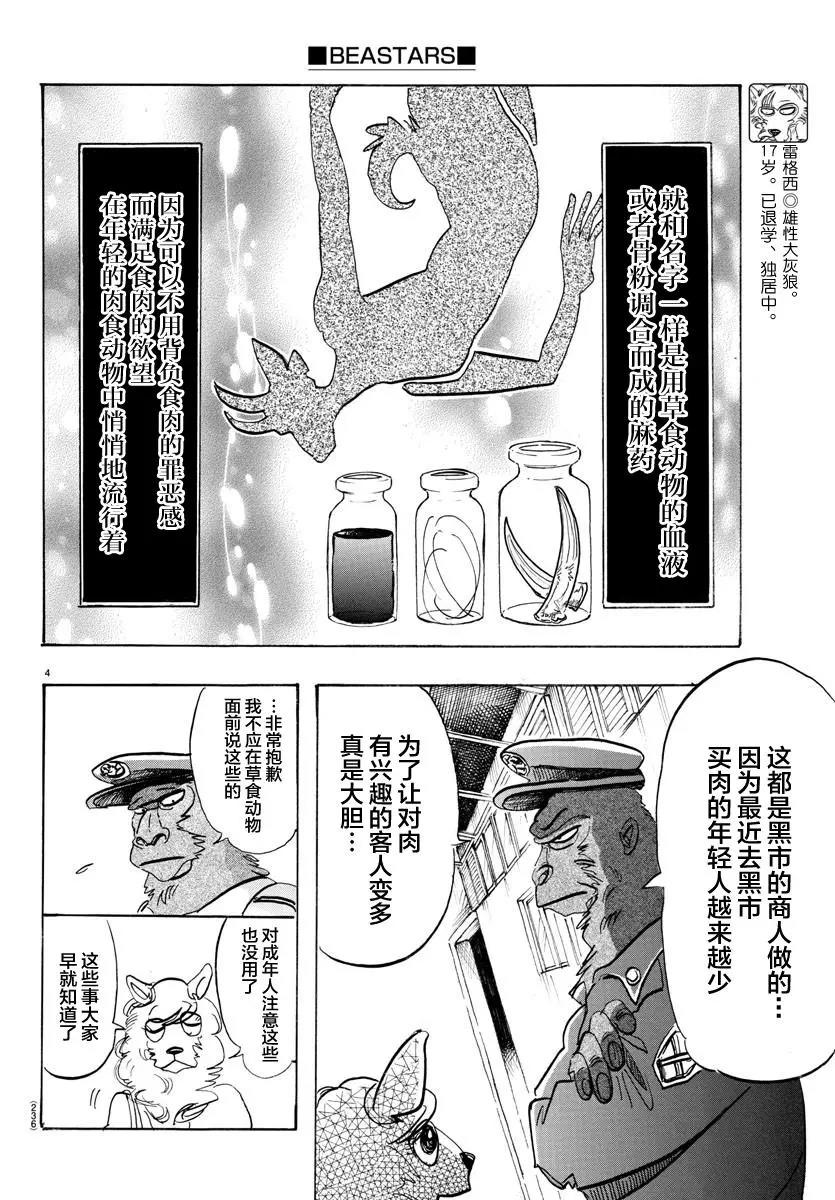 ■BEASTARS■
雷格西◎雄性大灰狼。
17岁。已退学、独居中。
就和名字一样是用草食动物的血液
或者骨粉调合而成的麻药
因为可以不用背负食肉的罪恶感
而满足食肉的欲望
在年轻的肉食动物中悄悄地流行着
4
这都是黑市的商人做的…
因为最近去黑市
买肉的年轻人越来越少
为了让对肉
有兴趣的客人变多
真是大胆…
…非常抱歉
我不应在草食动物
面前说这些的
对成年人注意这些
也没用了
这些事大家
早就知道了
(236)